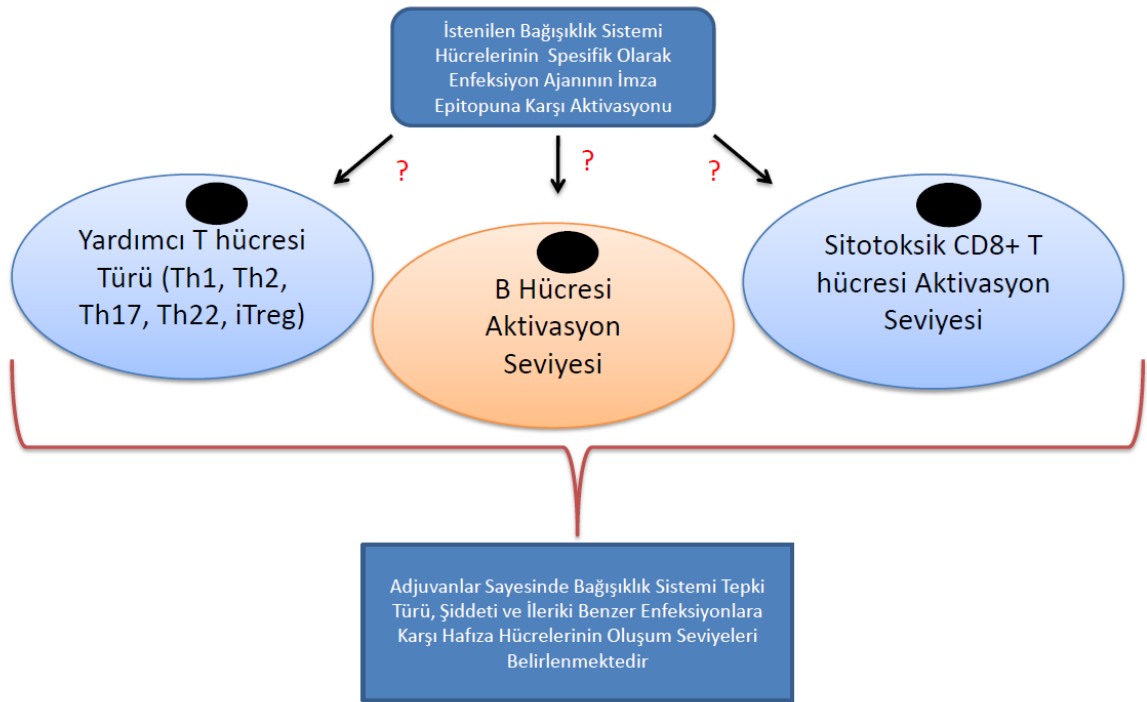 İstenilen Bağışıklık Sistemi
Hücrelerinin Spesifik Olarak
Enfeksiyon Ajanının İmza
Epitopuna Karşı Aktivasyonu
?
?
?
Yardımcı T hücresi
Türü (Th1, Th2,
Th17, Th22, iTreg)
B Hücresi
Aktivasyon
Seviyesi
Sitotoksik CD8+ T
hücresi Aktivasyon
Seviyesi
Adjuvanlar Sayesinde Bağışıklık Sistemi Tepki
Türü, Şiddeti ve İleriki Benzer Enfeksiyonlara
Karşı Hafıza Hücrelerinin Oluşum Seviyeleri
Belirlenmektedir